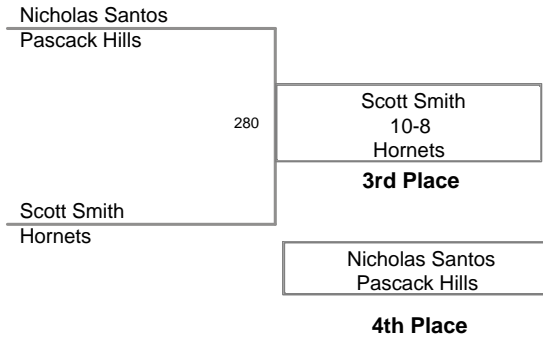 Nicholas Santos
Pascack Hills
280
Scott Smith
10-8
Hornets
3rd Place
Scott Smith
Hornets
Nicholas Santos
Pascack Hills
4th Place